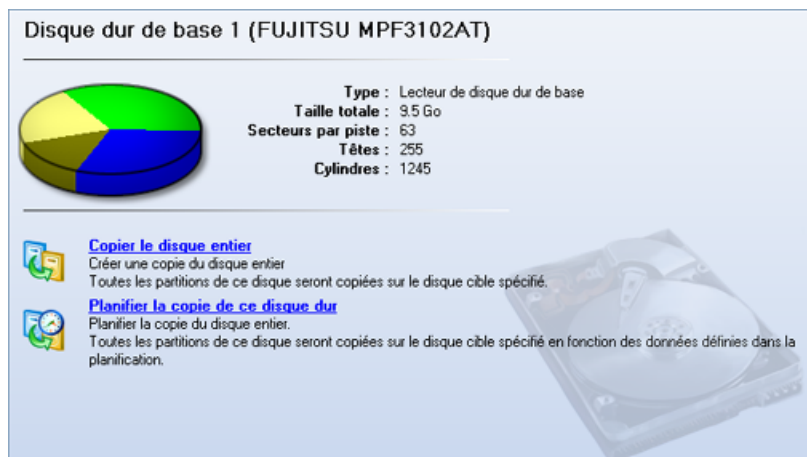 Disque dur de base 1 (FUJITSU MPF3102AT)
Type : Lecteur de disque dur de base
Taille totale : 9.5 Go
Secteurs par piste : 63
Têtes : 255
Cylindres : 1245
Copier le disque entier
Créer une copie du disque entier
Toutes les partitions de ce disque seront copiées sur le disque cible spécifié.
Planifier la copie de ce disque dur
Planifier la copie du disque entier.
Toutes les partitions de ce disque seront copiées sur le disque cible spécifié en fonction des données définies dans la
planification.